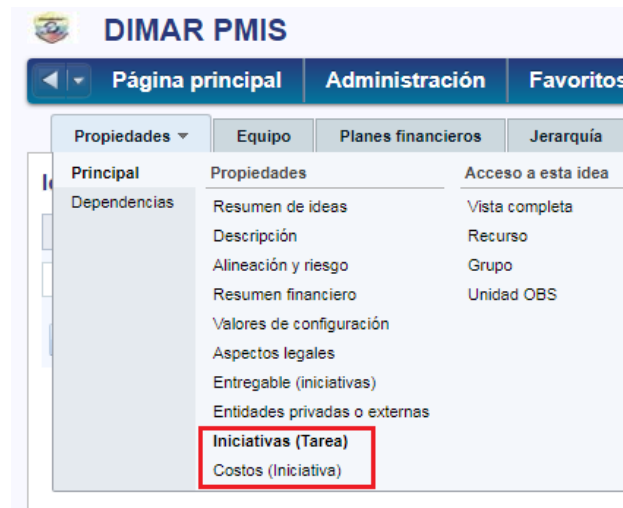 DIMAR PMIS
Página principal Administración Favoritos
Propiedades Equipo Planes financieros Jerarquía
Principal Propiedades Acceso a esta idea
Dependencias Resumen de ideas Vista completa
Descripción Recurso
Alineación y riesgo Grupo
Resumen financiero Unidad OBS
Valores de configuración
Aspectos legales
Entregable (iniciativas)
Entidades privadas o externas
Iniciativas (Tarea)
Costos (Iniciativa)